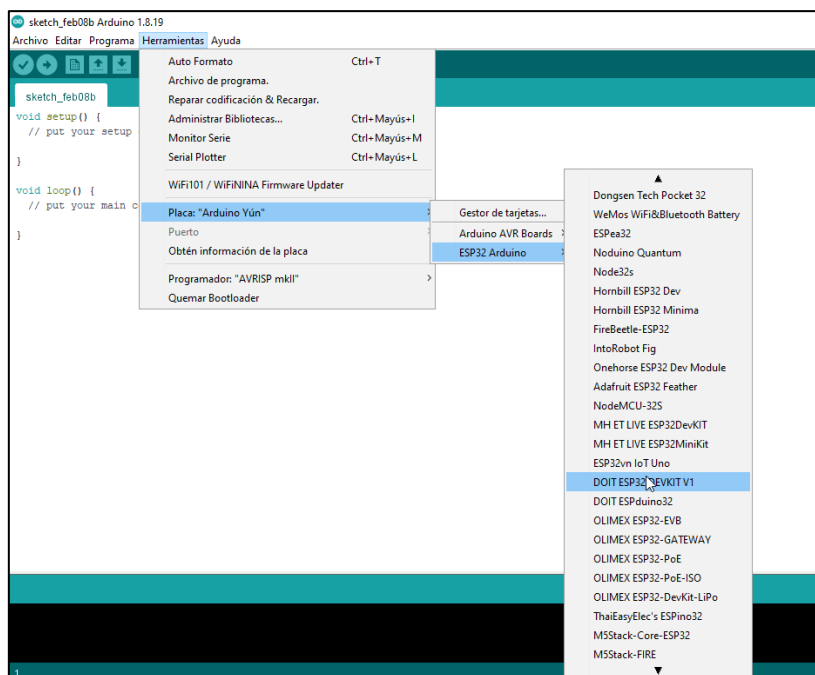 sketch_feb08b Arduino 1.8.19
Archivo Editar Programa Herramientas Ayuda
sketch_feb08b
void setup() {
// put your setup
}
void loop() {
// put your main c
}
Auto Formato Ctrl+T
Archivo de programa.
Reparar codificación & Recargar.
Administrar Bibliotecas... Ctrl+Mayús+I
Monitor Serie Ctrl+Mayús+M
Serial Plotter Ctrl+Mayús+L
WiFi101 / WiFiNINA Firmware Updater
Placa: "Arduino Yún"
Puerto
Obtén información de la placa
Programador: "AVRISP mkII"
Quemar Bootloader
Gestor de tarjetas...
Arduino AVR Boards
ESP32 Arduino
Dongsen Tech Pocket 32
WeMos WiFi&Bluetooth Battery
ESPea32
Noduino Quantum
Node32s
Hornbill ESP32 Dev
Hornbill ESP32 Minima
FireBeetle-ESP32
IntoRobot Fig
Onehorse ESP32 Dev Module
Adafruit ESP32 Feather
NodeMCU-32S
MH ET LIVE ESP32DevKIT
MH ET LIVE ESP32MiniKit
ESP32vn IoT Uno
DOIT ESP32 DEVKIT V1
DOIT ESPduino32
OLIMEX ESP32-EVB
OLIMEX ESP32-GATEWAY
OLIMEX ESP32-PoE
OLIMEX ESP32-PoE-ISO
OLIMEX ESP32-DevKit-LiPo
ThaiEasyElec's ESPino32
M5Stack-Core-ESP32
M5Stack-FIRE
1